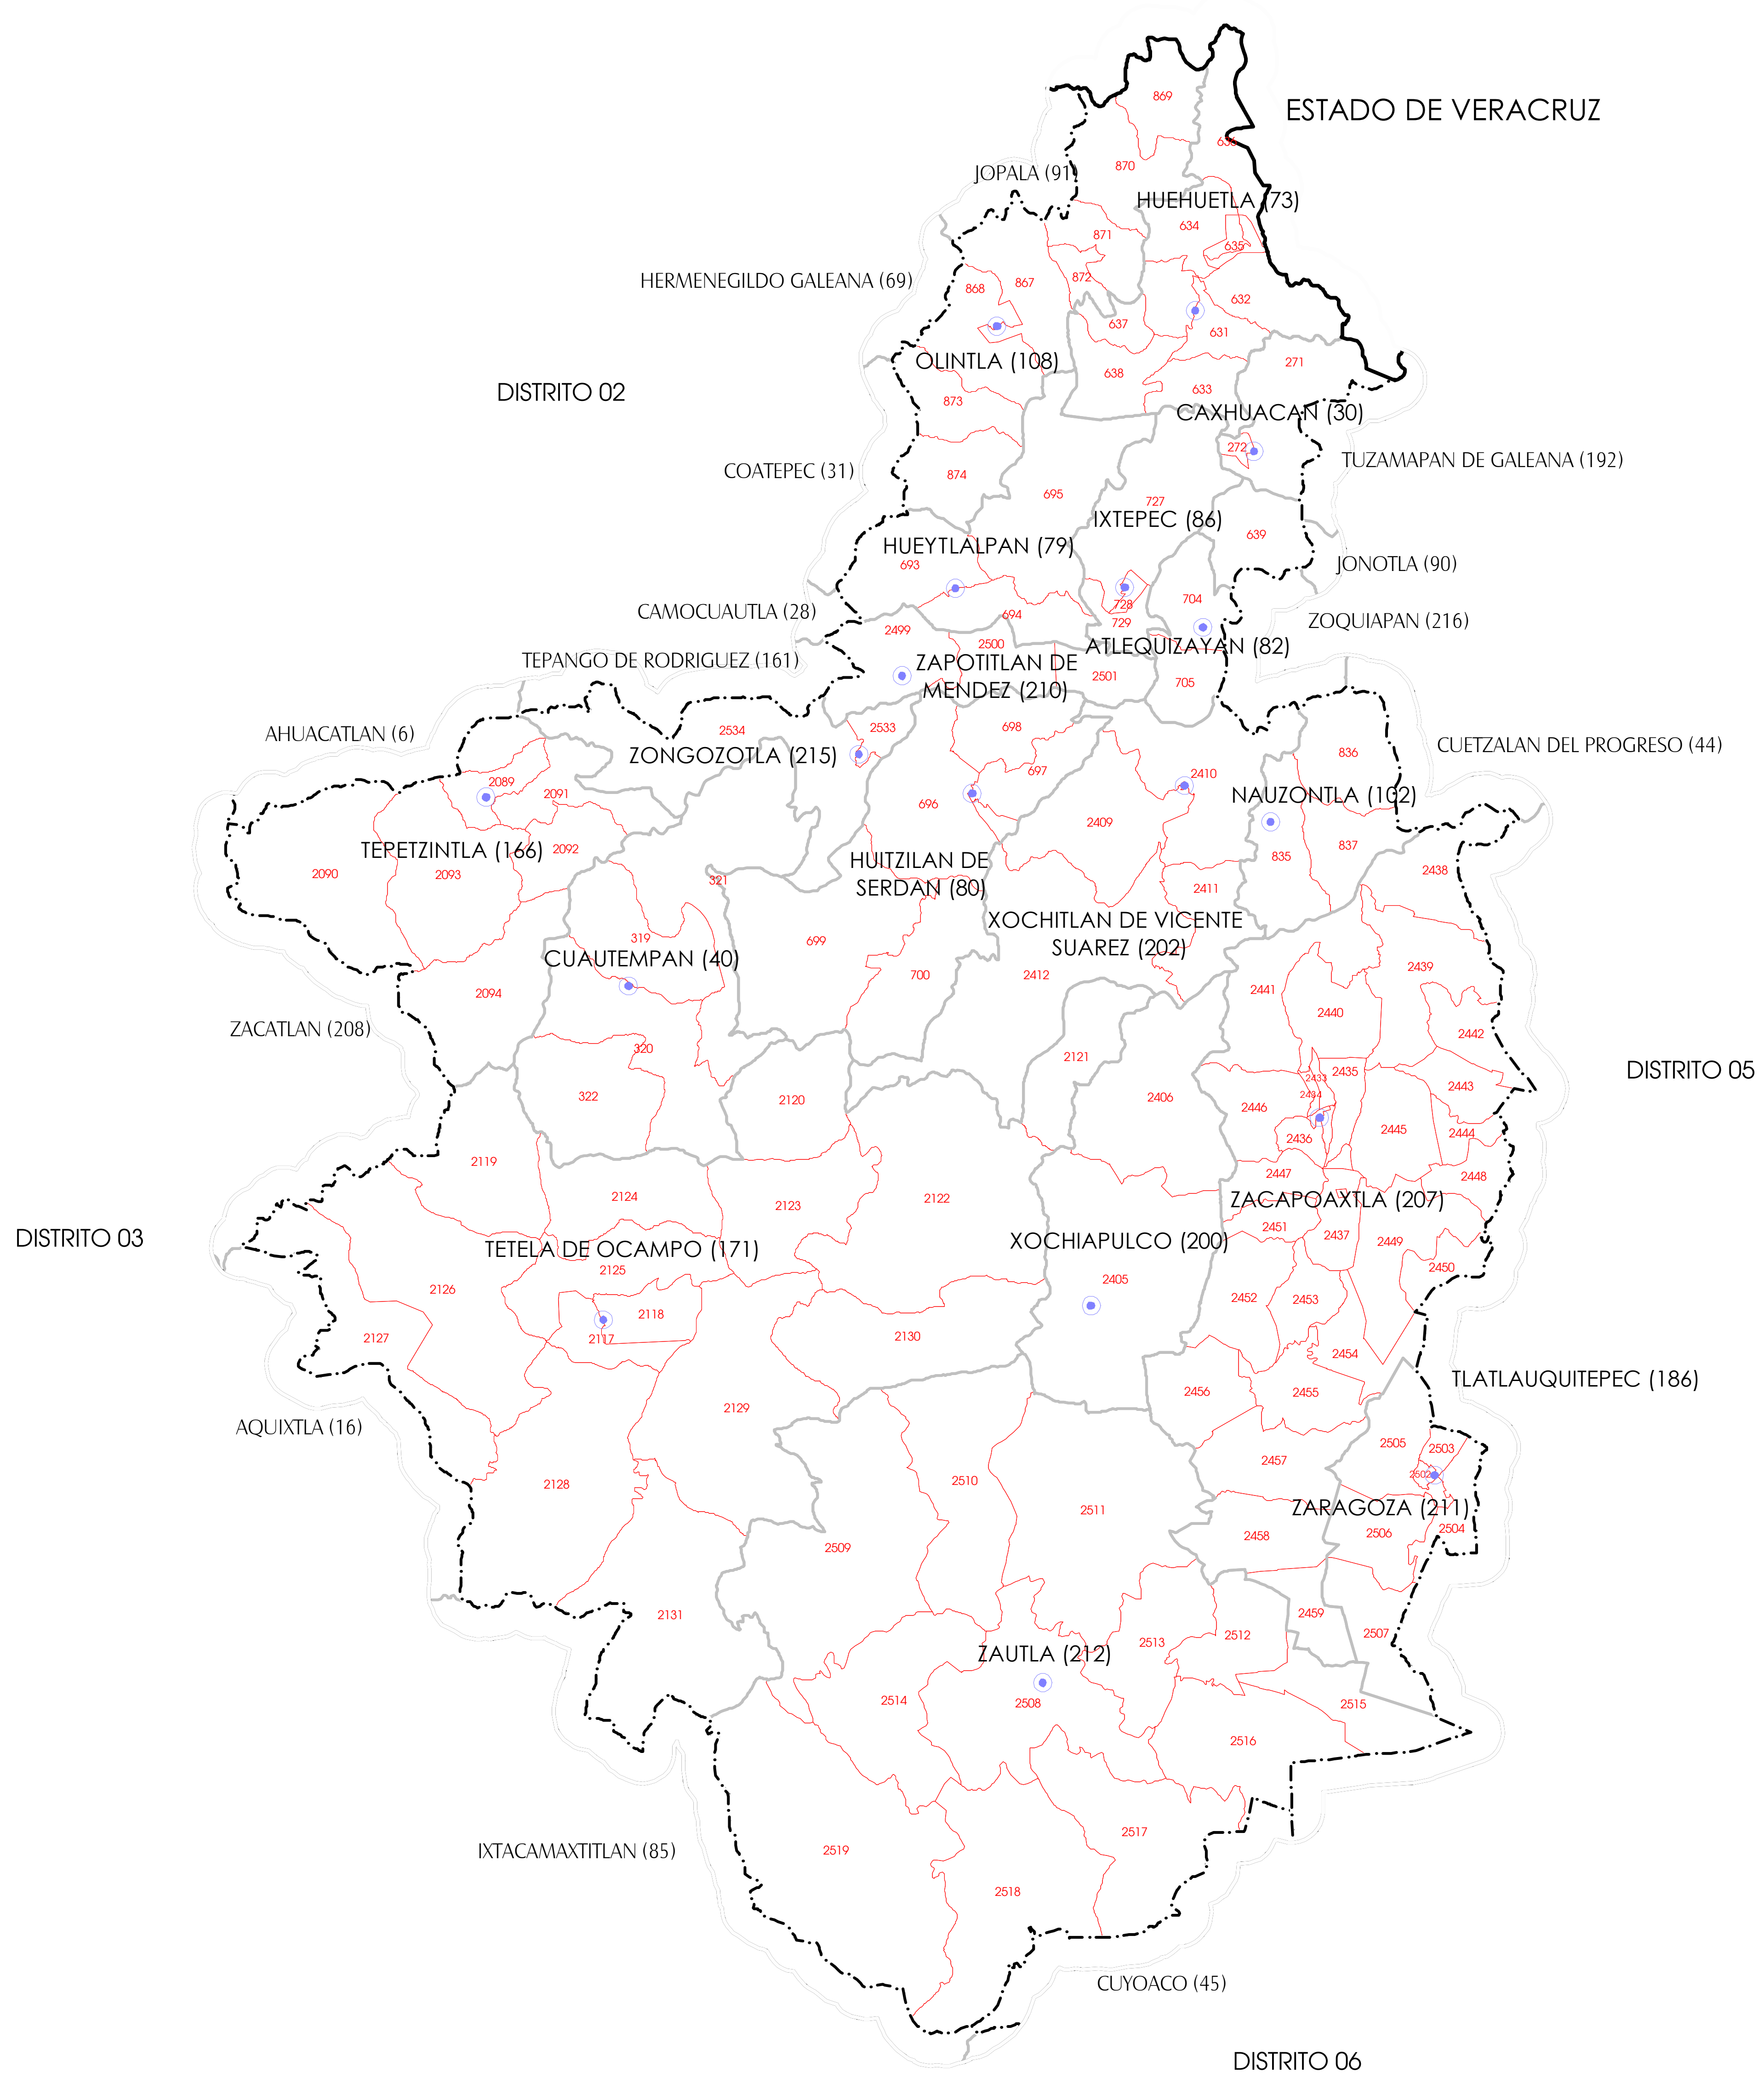 869
ESTADO DE VERACRUZ
636
870
JOPALA (91)
HUEHUETLA (73)
634
871
635
872
867
868
HERMENEGILDO GALEANA (69)
632
637
631
OLINTLA (108)
271
638
633
DISTRITO 02
873
CAXHUACAN (30)
272
TUZAMAPAN DE GALEANA (192)
COATEPEC (31)
874
695
727
IXTEPEC (86)
639
HUEYTLALPAN (79)
693
JONOTLA (90)
704
728
CAMOCUAUTLA (28)
694
729
ZOQUIAPAN (216)
2499
2500
ATLEQUIZAYAN (82)
TEPANGO DE RODRIGUEZ (161)
ZAPOTITLAN DE
MENDEZ (210)
2501
705
2534
2533
698
AHUACATLAN (6)
ZONGOZOTLA (215)
836
CUETZALAN DEL PROGRESO (44)
697
2410
2089
2091
NAUZONTLA (102)
696
2409
TEPETZINTLA (166)
2092
837
HUITZILAN DE
SERDAN (80)
835
2090
2093
2438
321
2411
XOCHITLAN DE VICENTE
SUAREZ (202)
319
699
CUAUTEMPAN (40)
2439
700
2412
2441
2094
2440
ZACATLAN (208)
2442
320
2121
DISTRITO 05
2435
2433
2443
322
2120
2406
2434
2446
2445
2444
2436
2119
2447
2448
2124
2122
ZACAPOAXTLA (207)
2123
2451
2437
DISTRITO 03
XOCHIAPULCO (200)
2449
TETELA DE OCAMPO (171)
2125
2450
2405
2126
2452
2453
2118
2127
2117
2130
2454
TLATLAUQUITEPEC (186)
2456
2455
2129
AQUIXTLA (16)
2505
2503
2457
2502
2128
2510
2511
ZARAGOZA (211)
2504
2458
2506
2509
2131
2459
2512
2507
2513
ZAUTLA (212)
2514
2508
2515
2516
2517
IXTACAMAXTITLAN (85)
2519
2518
CUYOACO (45)
DISTRITO 06